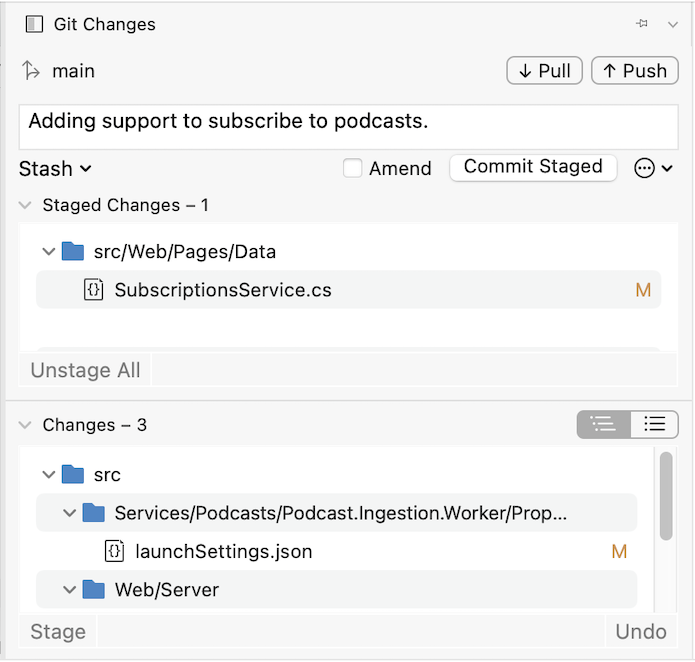 Git Changes
main
Pull
Push
Adding support to subscribe to podcasts.
Stash
Amend
Commit Staged
Staged Changes – 1
src/Web/Pages/Data
SubscriptionsService.cs M
Unstage All
Changes – 3
src
Services/Podcasts/Podcast.Ingestion.Worker/Prop...
launchSettings.json M
Web/Server
Stage
Undo